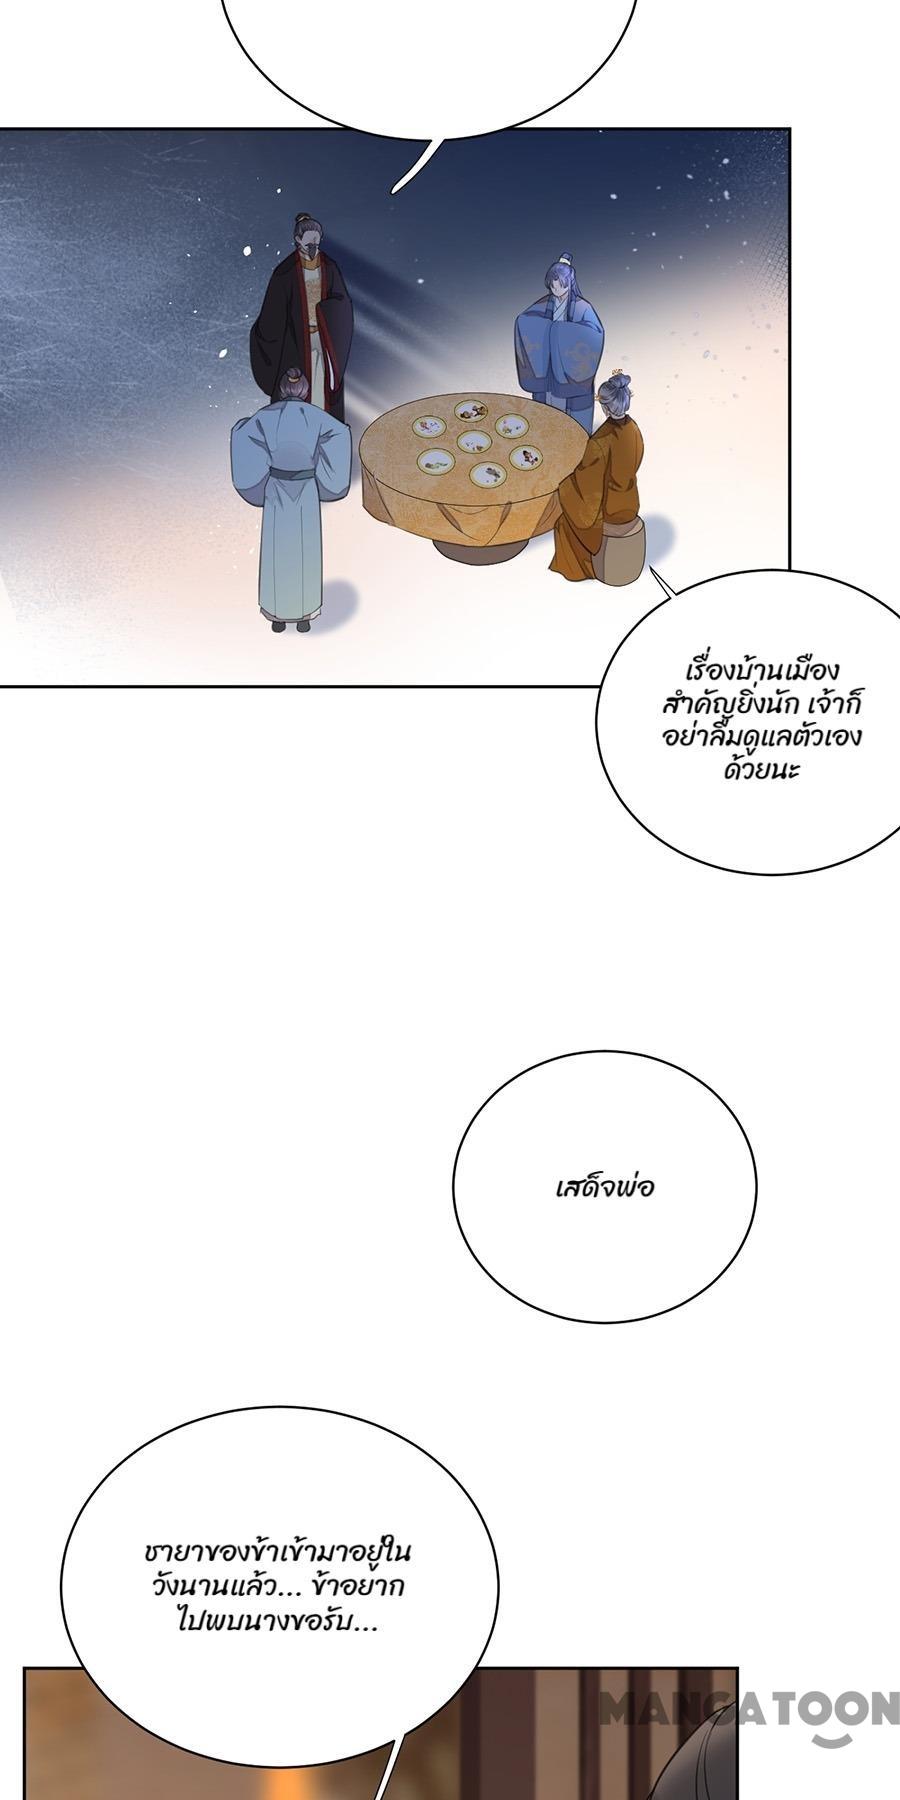 เรื่องบ้านเมือง
สำคัญยิ่งนัก เจ้าก็
อย่าลืมดูแลตัวเอง
ด้วยนะ
เสด็จพ่อ
ชายาของข้าเข้ามาอยู่ใน
วังนานแล้ว... ข้าอยาก
ไปพบนางขอรับ...
MANGATOON